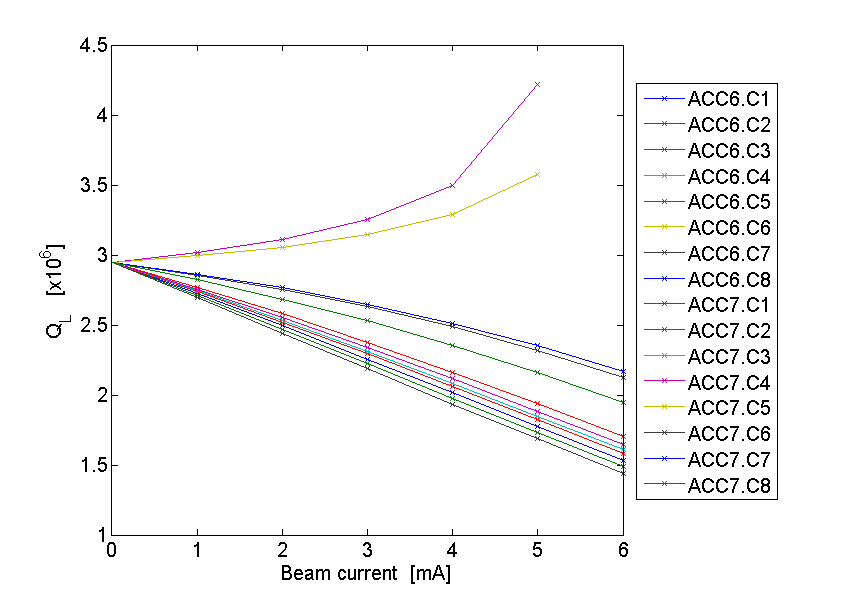 4.5
4
3.5
3
2.5
2
1.5
1
0 1 2 3 4 5 6
Q_L [x10^6]
Beam current [mA]
ACC6.C1
ACC6.C2
ACC6.C3
ACC6.C4
ACC6.C5
ACC6.C6
ACC6.C7
ACC6.C8
ACC7.C1
ACC7.C2
ACC7.C3
ACC7.C4
ACC7.C5
ACC7.C6
ACC7.C7
ACC7.C8